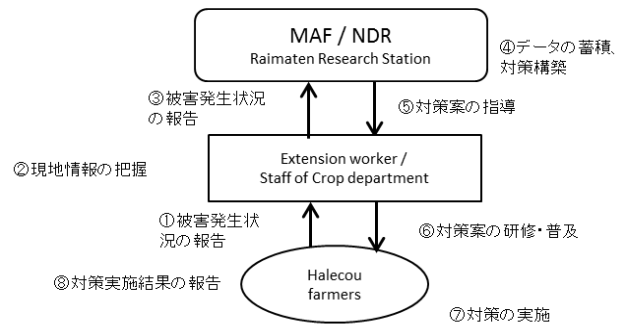 MAF / NDR
Raimaten Research Station
④データの蓄積、
対策構築
③被害発生状況
の報告
⑤対策案の指導
②現地情報の把握
Extension worker /
Staff of Crop department
①被害発生状
況の報告
⑥対策案の研修・普及
⑧対策実施結果の報告
Halecou
farmers
⑦対策の実施